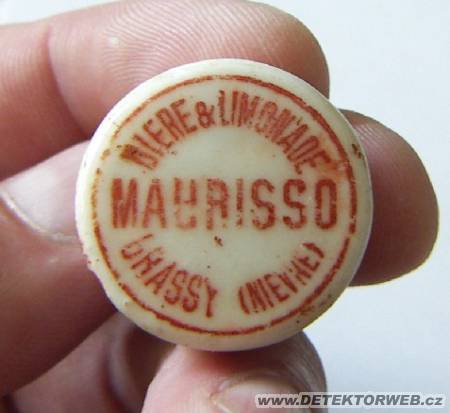 BIERE & LIMONADE
MAURISSO
BRASSY (NIEVRE)
WWW.DETEKTORWEB.CZ